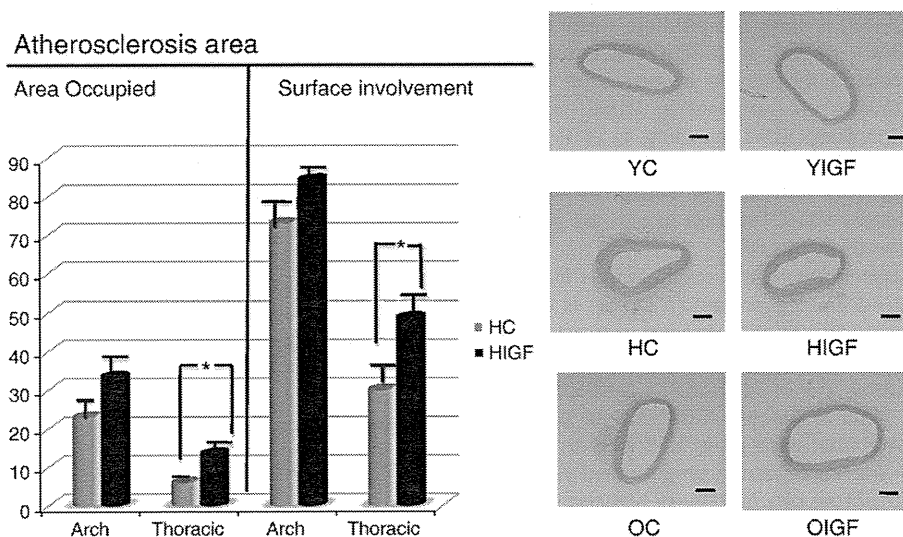 Atherosclerosis area
Area Occupied
Surface involvement
90
80
70
60
50
40
30
20
10
0
*
*
Arch
Thoracic
Arch
Thoracic
HC
HIGF
YC
YIGF
HC
HIGF
OC
OIGF